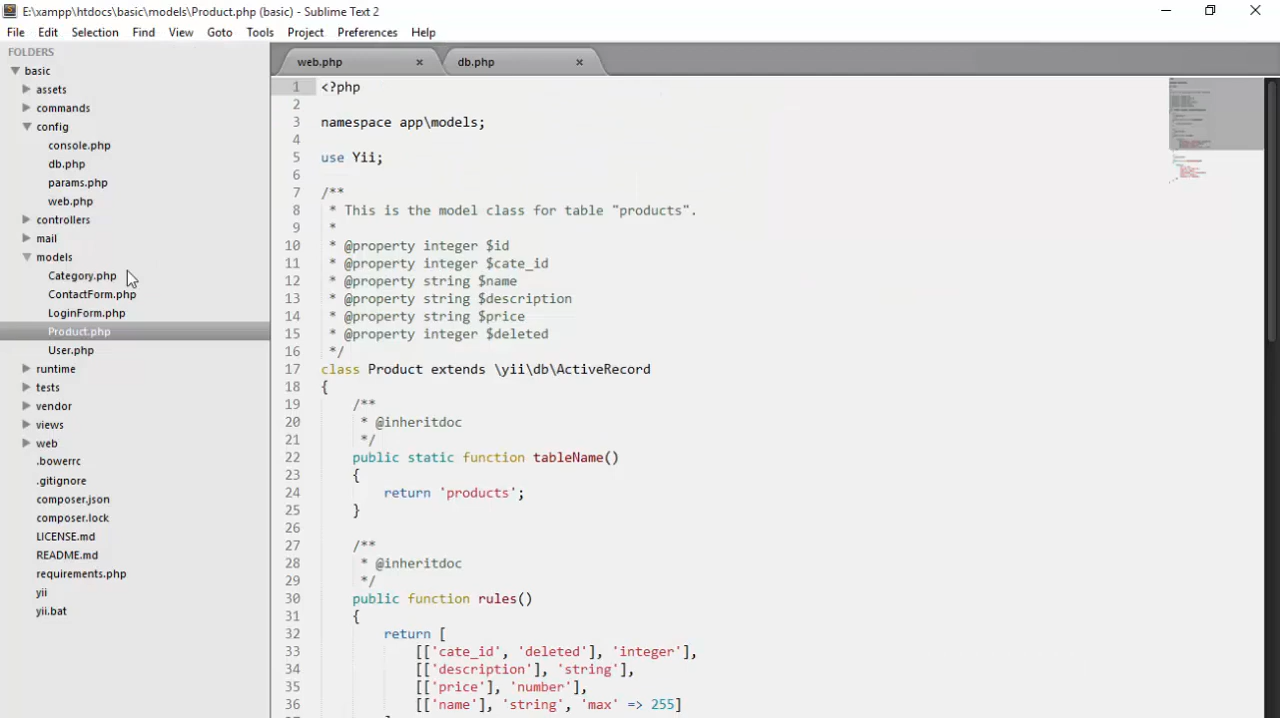 E:\xampp\htdocs\basic\models\Product.php (basic) - Sublime Text 2
File Edit Selection Find View Goto Tools Project Preferences Help
FOLDERS
basic
assets
commands
config
console.php
db.php
params.php
web.php
controllers
mail
models
Category.php
ContactForm.php
LoginForm.php
Product.php
User.php
runtime
tests
vendor
views
web
.bowerrc
.gitignore
composer.json
composer.lock
LICENSE.md
README.md
requirements.php
yii
yii.bat
web.php × db.php ×
1 <?php
2
3 namespace app\models;
4
5 use Yii;
6
7 /**
8 * This is the model class for table "products".
9 *
10 * @property integer $id
11 * @property integer $cate_id
12 * @property string $name
13 * @property string $description
14 * @property string $price
15 * @property integer $deleted
16 */
17 class Product extends \yii\db\ActiveRecord
18 {
19 /**
20 * @inheritdoc
21 */
22 public static function tableName()
23 {
24 return 'products';
25 }
26
27 /**
28 * @inheritdoc
29 */
30 public function rules()
31 {
32 return [
33 [['cate_id', 'deleted'], 'integer'],
34 [['description'], 'string'],
35 [['price'], 'number'],
36 [['name'], 'string', 'max' => 255]